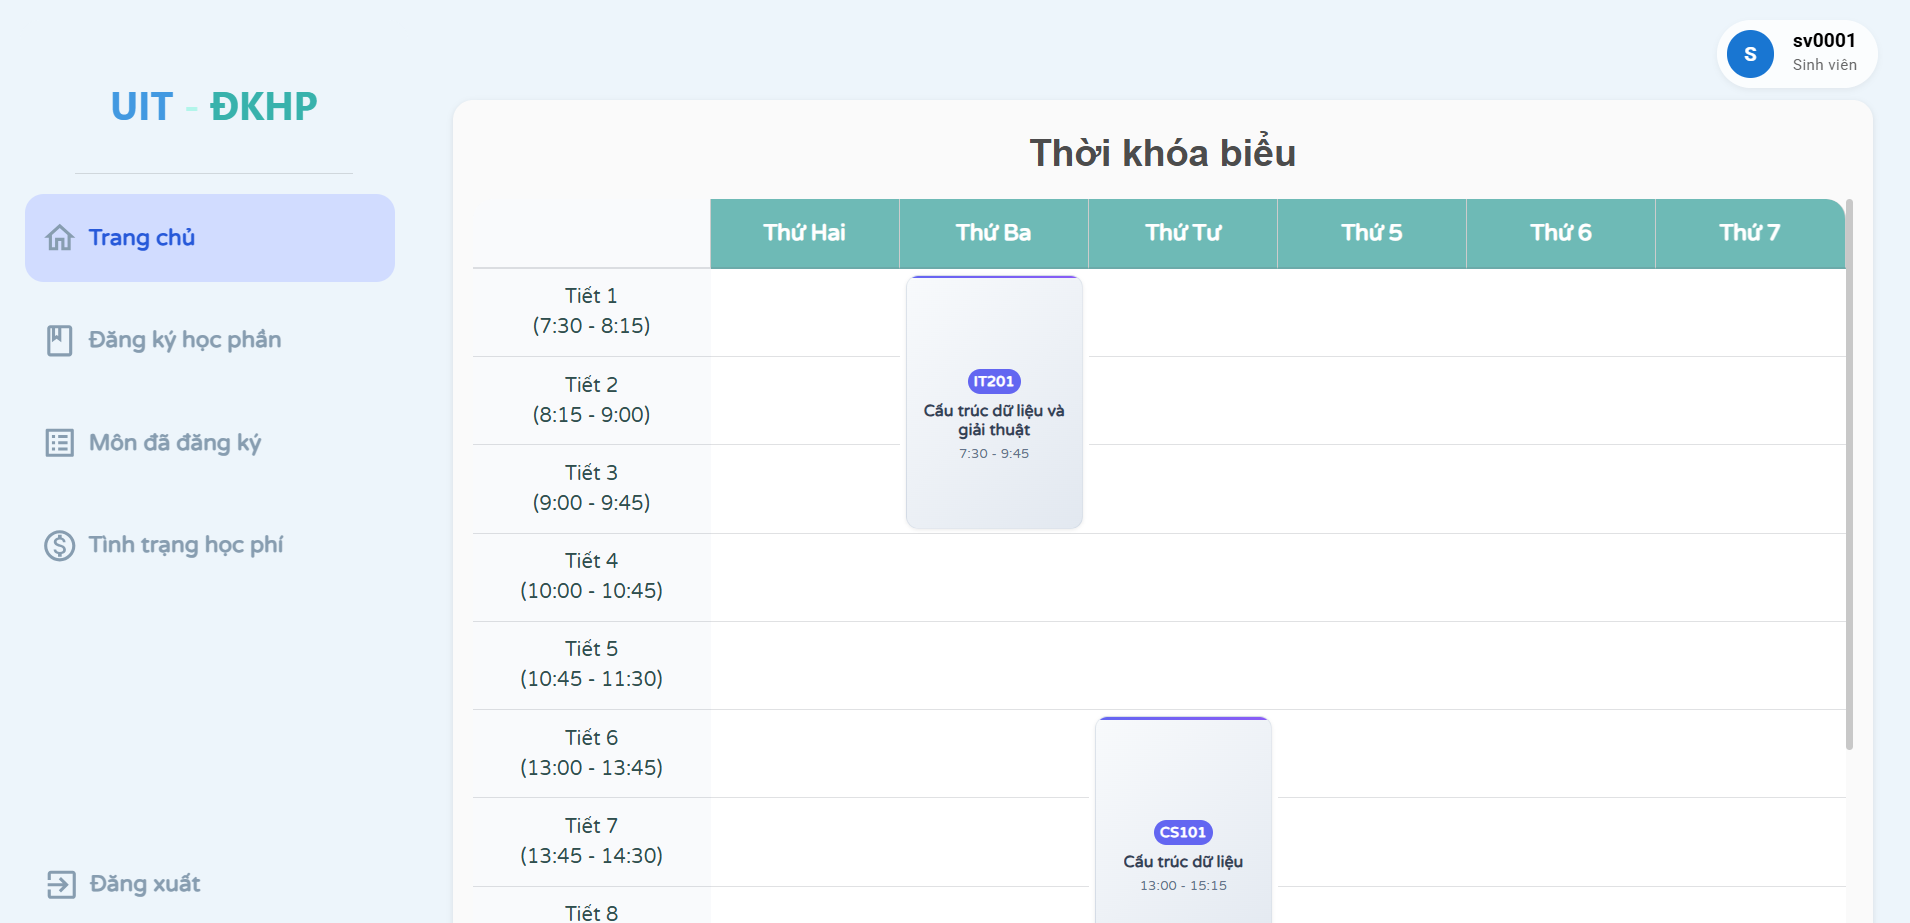 S
sv0001
Sinh viên
UIT - ĐKHP
Trang chủ
Đăng ký học phần
Môn đã đăng ký
Tình trạng học phí
Đăng xuất
Thời khóa biểu
Thứ Hai Thứ Ba Thứ Tư Thứ 5 Thứ 6 Thứ 7
Tiết 1
(7:30 - 8:15)
Tiết 2
(8:15 - 9:00)
Tiết 3
(9:00 - 9:45)
Tiết 4
(10:00 - 10:45)
Tiết 5
(10:45 - 11:30)
Tiết 6
(13:00 - 13:45)
Tiết 7
(13:45 - 14:30)
Tiết 8
IT201
Cấu trúc dữ liệu và
giải thuật
7:30 - 9:45
CS101
Cấu trúc dữ liệu
13:00 - 15:15